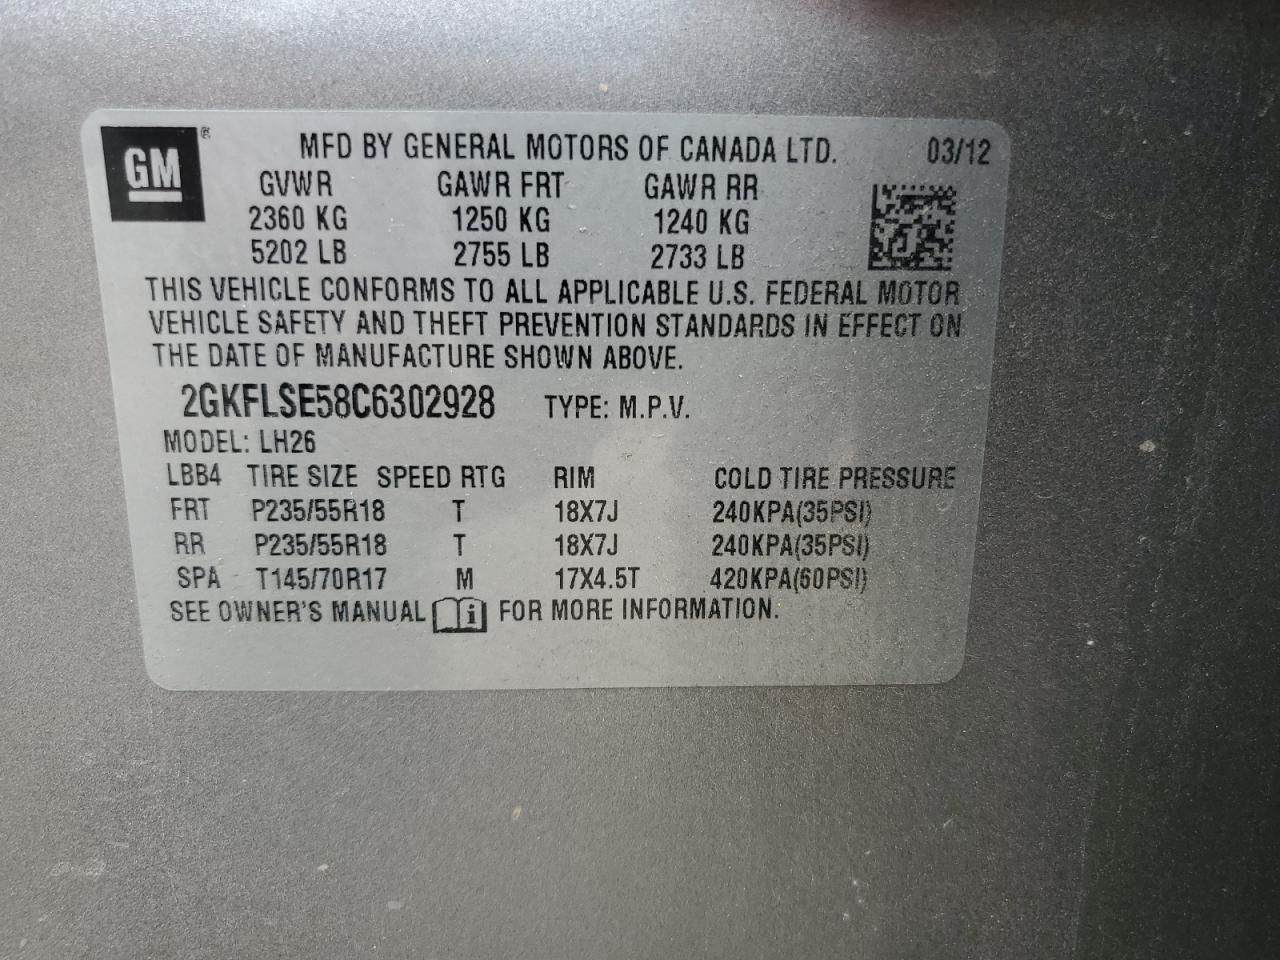 GM ® MFD BY GENERAL MOTORS OF CANADA LTD. 03/12
GVWR GAWR FRT GAWR RR
2360 KG 1250 KG 1240 KG
5202 LB 2755 LB 2733 LB
THIS VEHICLE CONFORMS TO ALL APPLICABLE U.S. FEDERAL MOTOR
VEHICLE SAFETY AND THEFT PREVENTION STANDARDS IN EFFECT ON
THE DATE OF MANUFACTURE SHOWN ABOVE.
2GKFLSE58C6302928 TYPE: M.P.V.
MODEL: LH26
LBB4 TIRE SIZE SPEED RTG RIM COLD TIRE PRESSURE
FRT P235/55R18 T 18X7J 240KPA(35PSI)
RR P235/55R18 T 18X7J 240KPA(35PSI)
SPA T145/70R17 M 17X4.5T 420KPA(60PSI)
SEE OWNER'S MANUAL i FOR MORE INFORMATION.